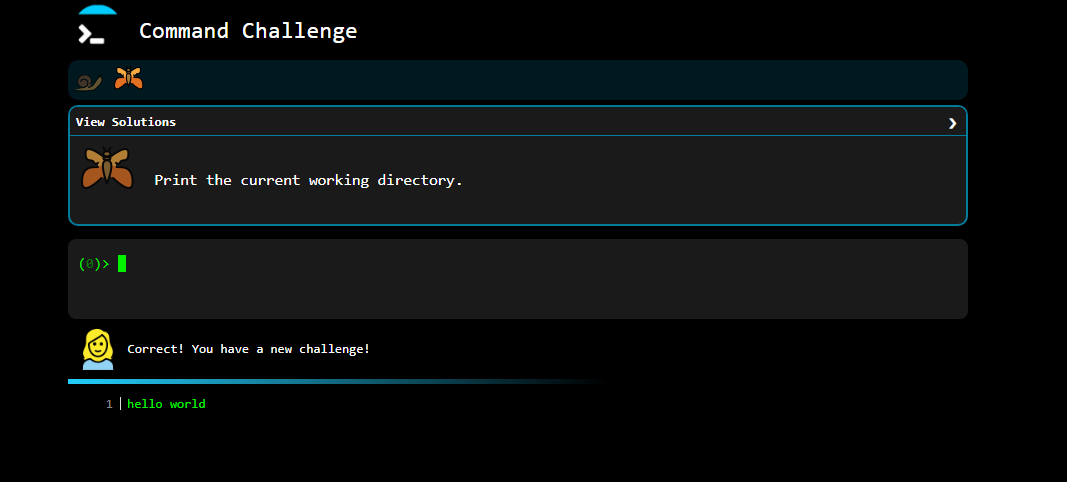 Command Challenge
View Solutions
Print the current working directory.
(0)>
Correct! You have a new challenge!
1 hello world